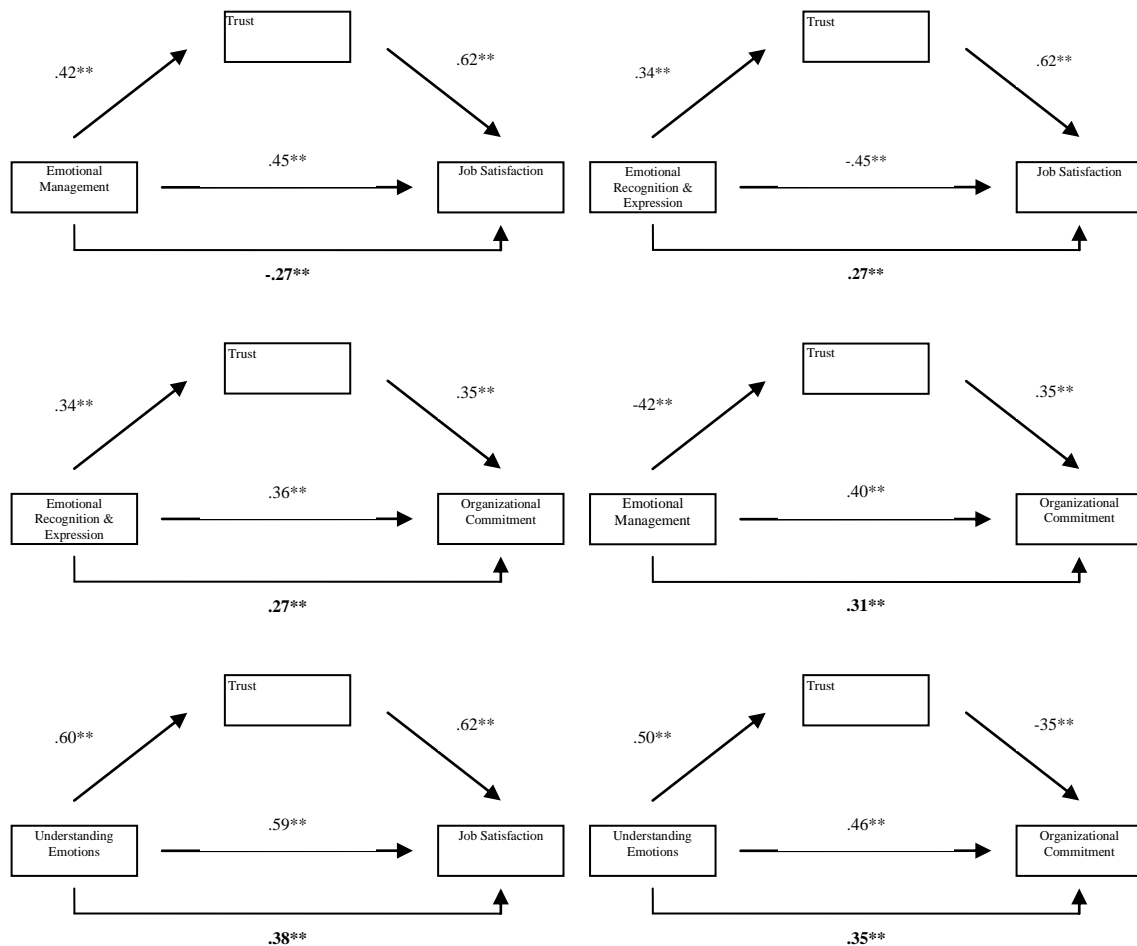 Trust
.42**
.62**
Emotional
Management
.45**
Job Satisfaction
-.27**
Trust
.34**
.62**
Emotional
Recognition &
Expression
-.45**
Job Satisfaction
.27**
Trust
.34**
.35**
Emotional
Recognition &
Expression
.36**
Organizational
Commitment
.27**
Trust
-42**
.35**
Emotional
Management
.40**
Organizational
Commitment
.31**
Trust
.60**
.62**
Understanding
Emotions
.59**
Job Satisfaction
.38**
Trust
.50**
-35**
Understanding
Emotions
.46**
Organizational
Commitment
.35**